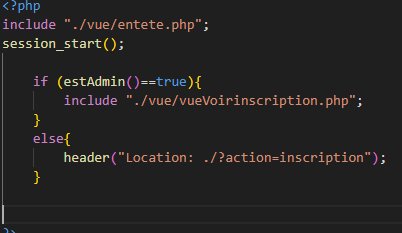 <?php
include "./vue/entete.php";
session_start();
if (estAdmin()==true){
include "./vue/vueVoirinscription.php";
}
else{
header("Location: ./?action=inscription");
}
?>